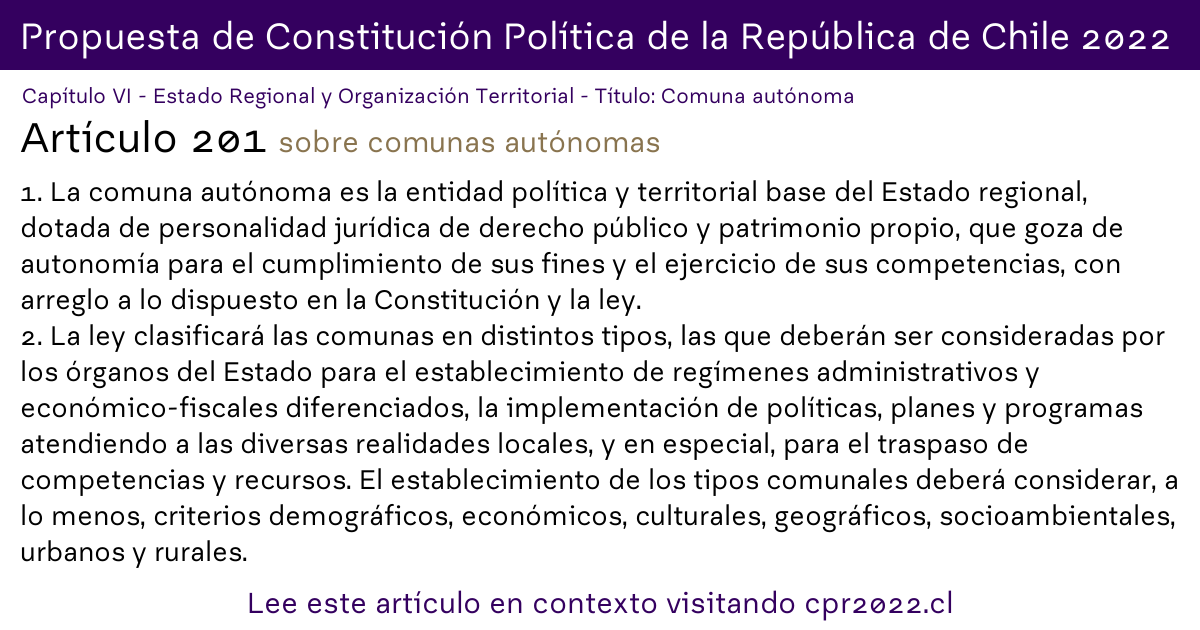 Propuesta de Constitución Política de la República de Chile 2022
Capítulo VI - Estado Regional y Organización Territorial - Título: Comuna autónoma
Artículo 201 sobre comunas autónomas
1. La comuna autónoma es la entidad política y territorial base del Estado regional,
dotada de personalidad jurídica de derecho público y patrimonio propio, que goza de
autonomía para el cumplimiento de sus fines y el ejercicio de sus competencias, con
arreglo a lo dispuesto en la Constitución y la ley.
2. La ley clasificará las comunas en distintos tipos, las que deberán ser consideradas por
los órganos del Estado para el establecimiento de regímenes administrativos y
económico-fiscales diferenciados, la implementación de políticas, planes y programas
atendiendo a las diversas realidades locales, y en especial, para el traspaso de
competencias y recursos. El establecimiento de los tipos comunales deberá considerar, a
lo menos, criterios demográficos, económicos, culturales, geográficos, socioambientales,
urbanos y rurales.
Lee este artículo en contexto visitando cpr2022.cl